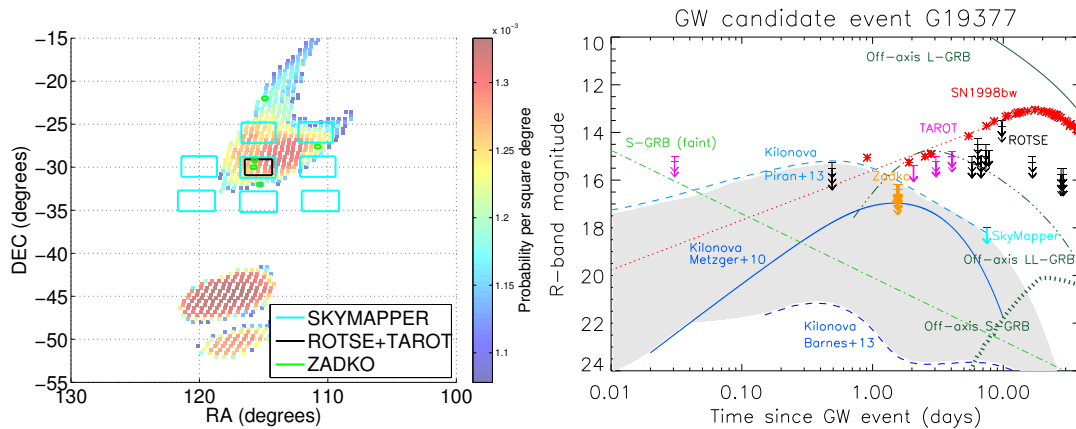 × 10⁻³
−15
−20
−25
−30
−35
−40
−45
−50
−55
DEC (degrees)
130
120
110
100
RA (degrees)
SKYMAPPER
ROTSE+TAROT
ZADKO
1.3
1.2
1.1
Probability per square degree
GW candidate event G19377
10
12
14
16
18
20
22
24
R-band magnitude
0.01
0.10
1.00
10.00
Time since GW event (days)
Off-axis L-GRB
SN1998bw
TAROT
ROTSE
S-GRB (faint)
Kilonova
Piran+13
Zadko
SkyMapper
Kilonova
Metzger+10
Off-axis LL-GRB
Off-axis S-GRB
Kilonova
Barnes+13